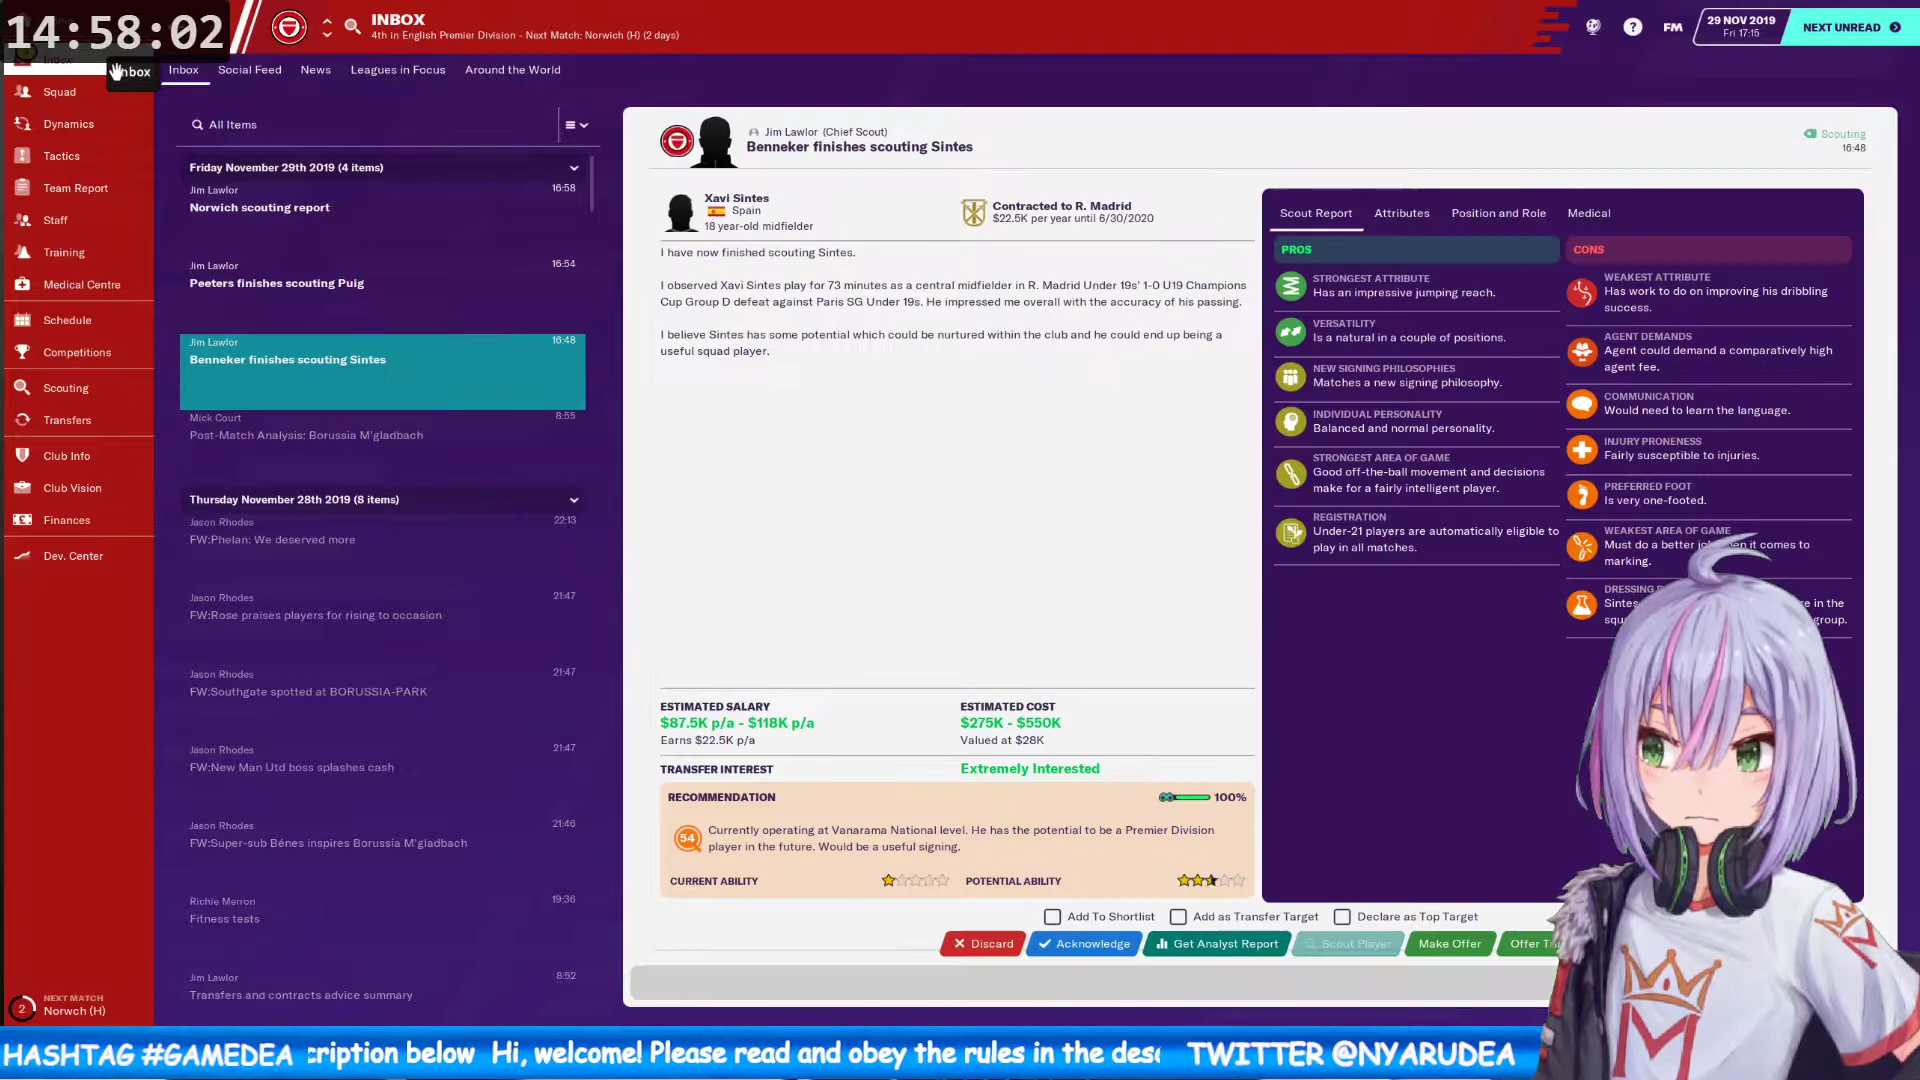 14:58:02
INBOX
4th in English Premier Division - Next Match: Norwich (H) (2 days)
FM
29 NOV 2019
Fri 17:15
NEXT UNREAD
Inbox
Inbox
Social Feed
News
Leagues in Focus
Around the World
Squad
Dynamics
Tactics
Team Report
Staff
Training
Medical Centre
Schedule
Competitions
Scouting
Transfers
Club Info
Club Vision
Finances
Dev. Center
2
NEXT MATCH
Norwch (H)
All Items
Friday November 29th 2019 (4 items)
Jim Lawlor 16:58
Norwich scouting report
Jim Lawlor 16:54
Peeters finishes scouting Puig
Jim Lawlor 16:48
Benneker finishes scouting Sintes
Mick Court 8:55
Post-Match Analysis: Borussia M'gladbach
Thursday November 28th 2019 (8 items)
Jason Rhodes 22:13
FW:Phelan: We deserved more
Jason Rhodes 21:47
FW:Rose praises players for rising to occasion
Jason Rhodes 21:47
FW:Southgate spotted at BORUSSIA-PARK
Jason Rhodes 21:47
FW:New Man Utd boss splashes cash
Jason Rhodes 21:46
FW:Super-sub Bénes inspires Borussia M'gladbach
Richie Merron 19:36
Fitness tests
Jim Lawlor 8:52
Transfers and contracts advice summary
Jim Lawlor (Chief Scout)
Benneker finishes scouting Sintes
Scouting
16:48
Xavi Sintes
Spain
18 year-old midfielder
Contracted to R. Madrid
$22.5K per year until 6/30/2020
I have now finished scouting Sintes.
I observed Xavi Sintes play for 73 minutes as a central midfielder in R. Madrid Under 19s' 1-0 U19 Champions
Cup Group D defeat against Paris SG Under 19s. He impressed me overall with the accuracy of his passing.
I believe Sintes has some potential which could be nurtured within the club and he could end up being a
useful squad player.
ESTIMATED SALARY
$87.5K p/a - $118K p/a
Earns $22.5K p/a
ESTIMATED COST
$275K - $550K
Valued at $28K
TRANSFER INTEREST
Extremely Interested
RECOMMENDATION
100%
54
Currently operating at Vanarama National level. He has the potential to be a Premier Division
player in the future. Would be a useful signing.
CURRENT ABILITY
POTENTIAL ABILITY
Scout Report
Attributes
Position and Role
Medical
PROS
STRONGEST ATTRIBUTE
Has an impressive jumping reach.
VERSATILITY
Is a natural in a couple of positions.
NEW SIGNING PHILOSOPHIES
Matches a new signing philosophy.
INDIVIDUAL PERSONALITY
Balanced and normal personality.
STRONGEST AREA OF GAME
Good off-the-ball movement and decisions
make for a fairly intelligent player.
REGISTRATION
Under-21 players are automatically eligible to
play in all matches.
CONS
WEAKEST ATTRIBUTE
Has work to do on improving his dribbling
success.
AGENT DEMANDS
Agent could demand a comparatively high
agent fee.
COMMUNICATION
Would need to learn the language.
INJURY PRONENESS
Fairly susceptible to injuries.
PREFERRED FOOT
Is very one-footed.
WEAKEST AREA OF GAME
Must do a better when it comes to
marking.
DRESSING
Sintes in the
group.
Add To Shortlist
Add as Transfer Target
Declare as Top Target
Discard
Acknowledge
Get Analyst Report
Scout Player
Make Offer
Offer
M
HASHTAG #GAMEDEA
cription below Hi, welcome! Please read and obey the rules in the desc
TWITTER @NYARUDEA